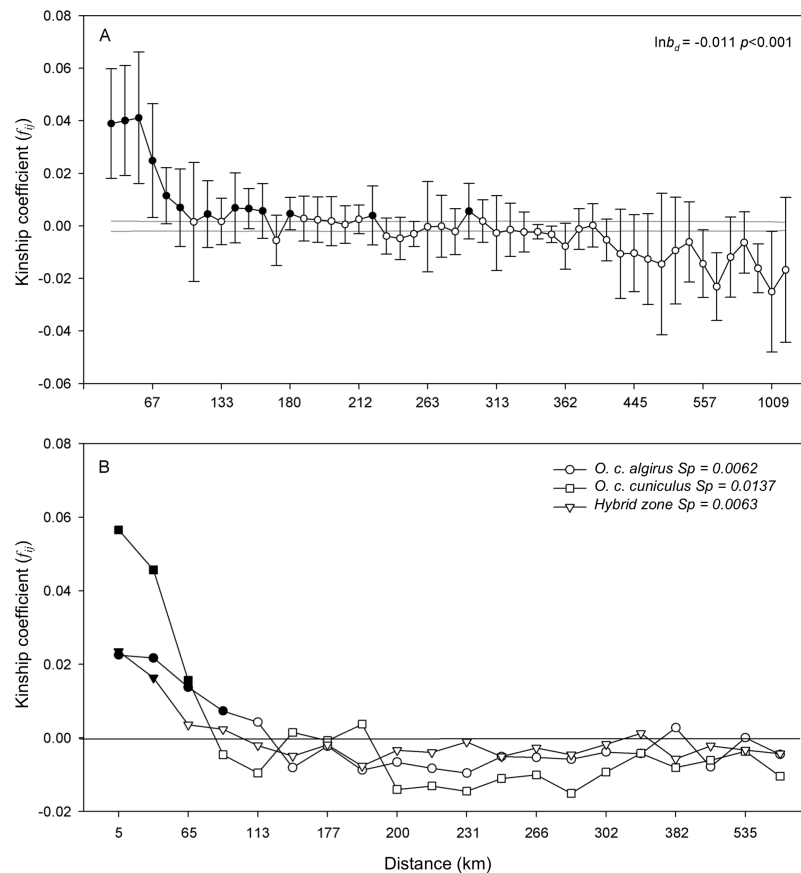 A
lnb_d = -0.011 p<0.001
Kinship coefficient (f_ij)
0.08
0.06
0.04
0.02
0.00
-0.02
-0.04
-0.06
67 133 180 212 263 313 362 445 557 1009
B
O. c. algirus Sp = 0.0062
O. c. cuniculus Sp = 0.0137
Hybrid zone Sp = 0.0063
Kinship coefficient (f_ij)
0.08
0.06
0.04
0.02
0.00
-0.02
5 65 113 177 200 231 266 302 382 535
Distance (km)